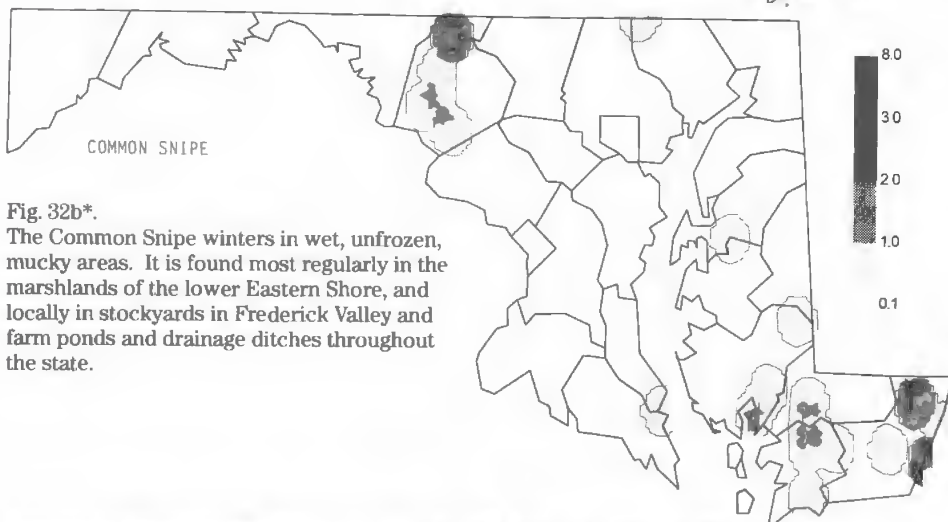 COMMON SNIPE
Fig. 32b*.
The Common Snipe winters in wet, unfrozen,
mucky areas. It is found most regularly in the
marshlands of the lower Eastern Shore, and
locally in stockyards in Frederick Valley and
farm ponds and drainage ditches throughout
the state.
8.0
3.0
2.0
1.0
0.1